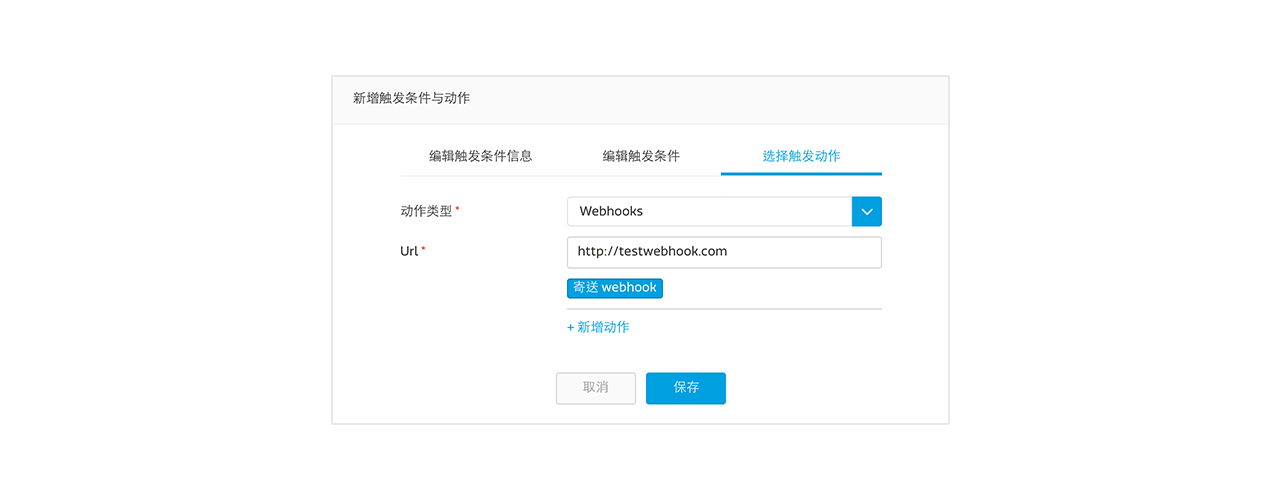 新增触发条件与动作
编辑触发条件信息 编辑触发条件 选择触发动作
动作类型 * Webhooks
Url * http://testwebhook.com
寄送 webhook
+ 新增动作
取消 保存